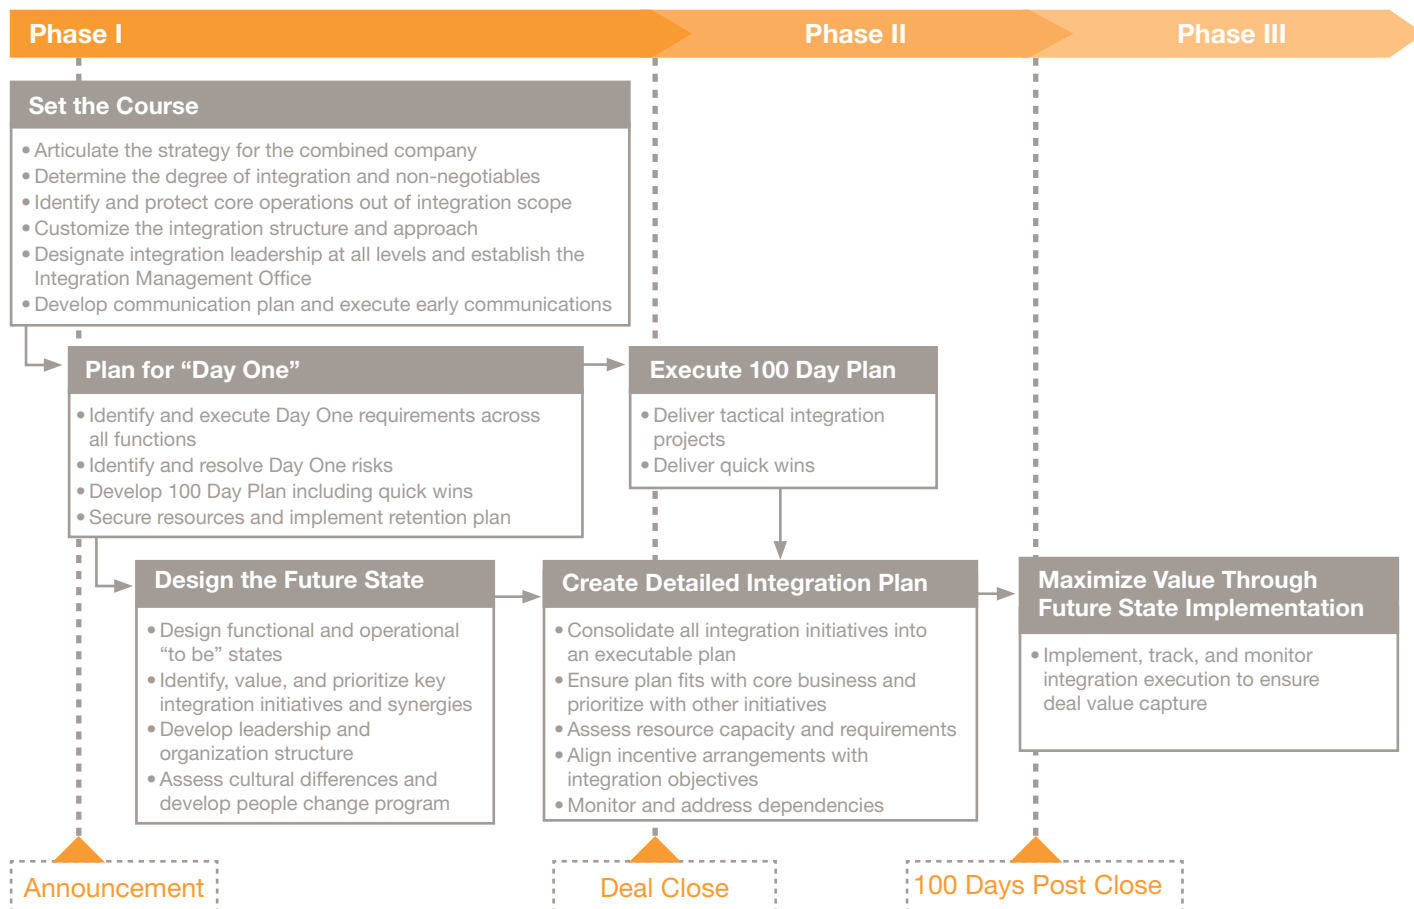 Phase I
Phase II
Phase III
Set the Course
• Articulate the strategy for the combined company
• Determine the degree of integration and non-negotiables
• Identify and protect core operations out of integration scope
• Customize the integration structure and approach
• Designate integration leadership at all levels and establish the
Integration Management Office
• Develop communication plan and execute early communications
Plan for “Day One”
• Identify and execute Day One requirements across
all functions
• Identify and resolve Day One risks
• Develop 100 Day Plan including quick wins
• Secure resources and implement retention plan
Execute 100 Day Plan
• Deliver tactical integration
projects
• Deliver quick wins
Design the Future State
• Design functional and operational
“to be” states
• Identify, value, and prioritize key
integration initiatives and synergies
• Develop leadership and
organization structure
• Assess cultural differences and
develop people change program
Create Detailed Integration Plan
• Consolidate all integration initiatives into
an executable plan
• Ensure plan fits with core business and
prioritize with other initiatives
• Assess resource capacity and requirements
• Align incentive arrangements with
integration objectives
• Monitor and address dependencies
Maximize Value Through
Future State Implementation
• Implement, track, and monitor
integration execution to ensure
deal value capture
Announcement
Deal Close
100 Days Post Close